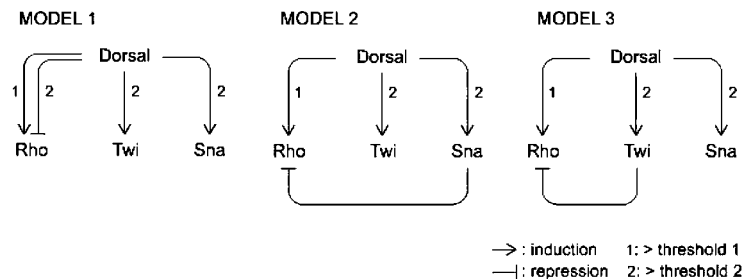 MODEL 1 MODEL 2 MODEL 3
Dorsal Dorsal Dorsal
1 2 2 2 1 2 2 1 2 2
Rho Twi Sna Rho Twi Sna Rho Twi Sna
: induction 1: > threshold 1
: repression 2: > threshold 2